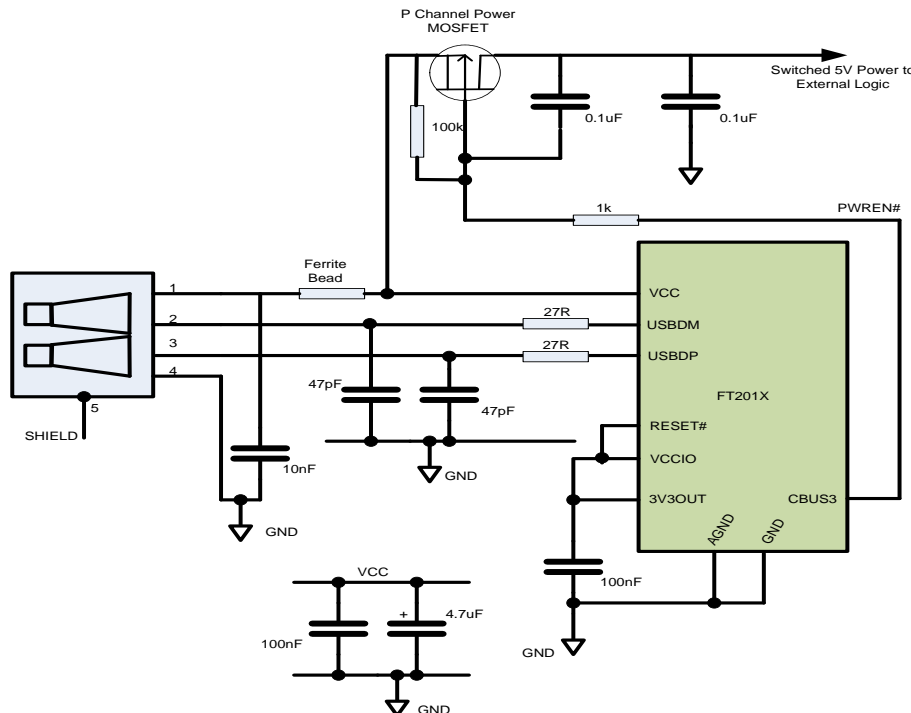 P Channel Power
MOSFET
Switched 5V Power to
External Logic
0.1uF
0.1uF
100k
1k
PWREN#
Ferrite
Bead
1
2
3
4
5
SHIELD
VCC
27R
USBDM
27R
USBDP
47pF
47pF
FT201X
RESET#
VCCIO
3V3OUT
CBUS3
AGND
GND
10nF
GND
GND
100nF
GND
VCC
100nF
+
4.7uF
GND